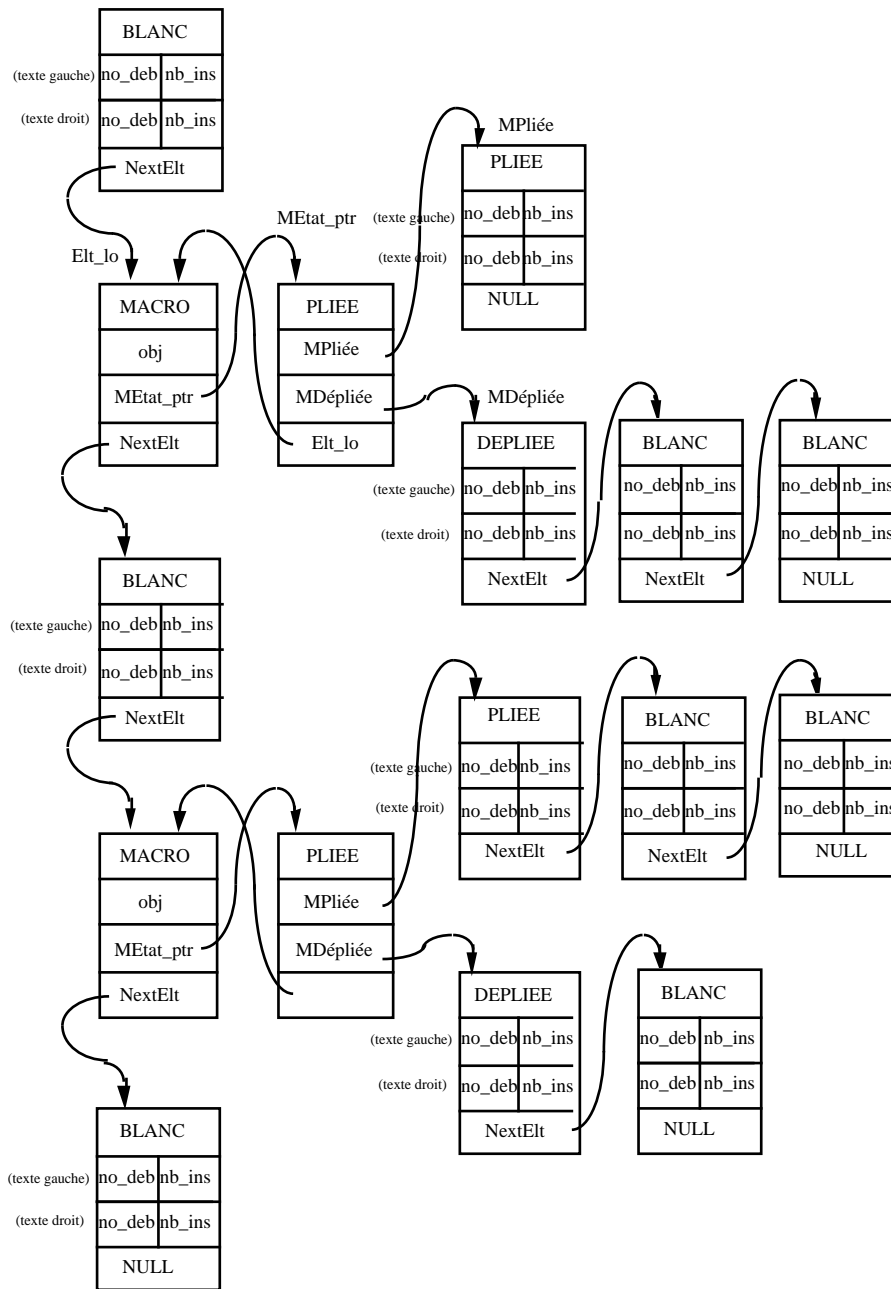 BLANC
(texte gauche) no_deb nb_ins
(texte droit) no_deb nb_ins
NextElt
MPliée
PLIEE
(texte gauche) no_deb nb_ins
(texte droit) no_deb nb_ins
NULL
MEtat_ptr
Elt_lo
MACRO
obj
MEtat_ptr
NextElt
PLIEE
MPliée
MDépliée
Elt_lo
MDépliée
DEPLIEE
(texte gauche) no_deb nb_ins
(texte droit) no_deb nb_ins
NextElt
BLANC
no_deb nb_ins
no_deb nb_ins
NextElt
BLANC
no_deb nb_ins
no_deb nb_ins
NULL
BLANC
(texte gauche) no_deb nb_ins
(texte droit) no_deb nb_ins
NextElt
PLIEE
(texte gauche) no_deb nb_ins
(texte droit) no_deb nb_ins
NextElt
BLANC
no_deb nb_ins
no_deb nb_ins
NextElt
BLANC
no_deb nb_ins
no_deb nb_ins
NULL
MACRO
obj
MEtat_ptr
NextElt
PLIEE
MPliée
MDépliée
DEPLIEE
(texte gauche) no_deb nb_ins
(texte droit) no_deb nb_ins
NextElt
BLANC
no_deb nb_ins
no_deb nb_ins
NULL
BLANC
(texte gauche) no_deb nb_ins
(texte droit) no_deb nb_ins
NULL